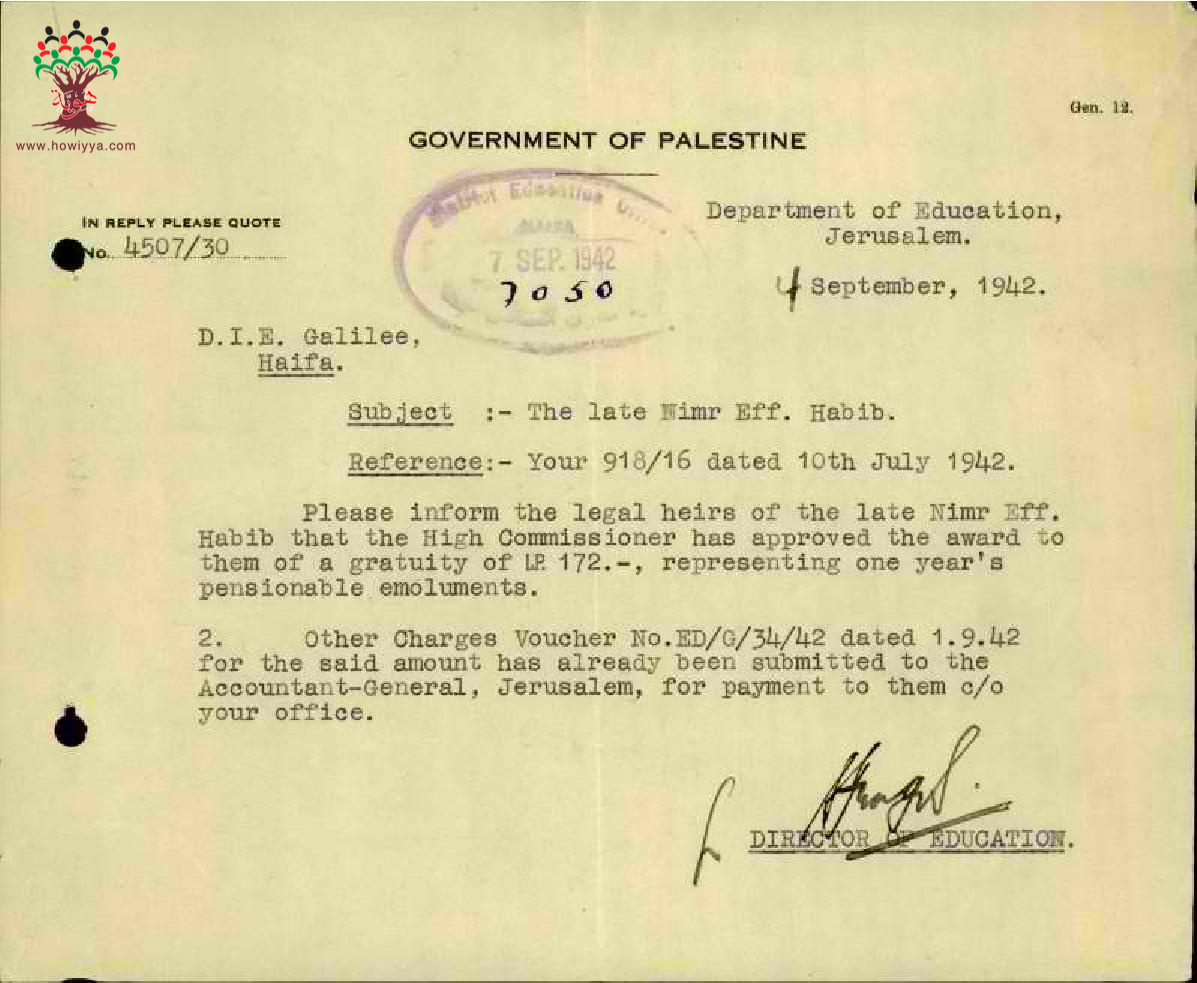 هوية
www.howiyya.com
Gen. 12.
GOVERNMENT OF PALESTINE
IN REPLY PLEASE QUOTE
No. 4507/30
District Education
HAIFA
7 SEP. 1942
7050
Department of Education,
Jerusalem.
4 September, 1942.
D.I.E. Galilee,
Haifa.
Subject :- The late Nimr Eff. Habib.
Reference:- Your 918/16 dated 10th July 1942.
Please inform the legal heirs of the late Nimr Eff.
Habib that the High Commissioner has approved the award to
them of a gratuity of LP. 172.-, representing one year's
pensionable emoluments.
2. Other Charges Voucher No.ED/G/34/42 dated 1.9.42
for the said amount has already been submitted to the
Accountant-General, Jerusalem, for payment to them c/o
your office.
DIRECTOR OF EDUCATION.